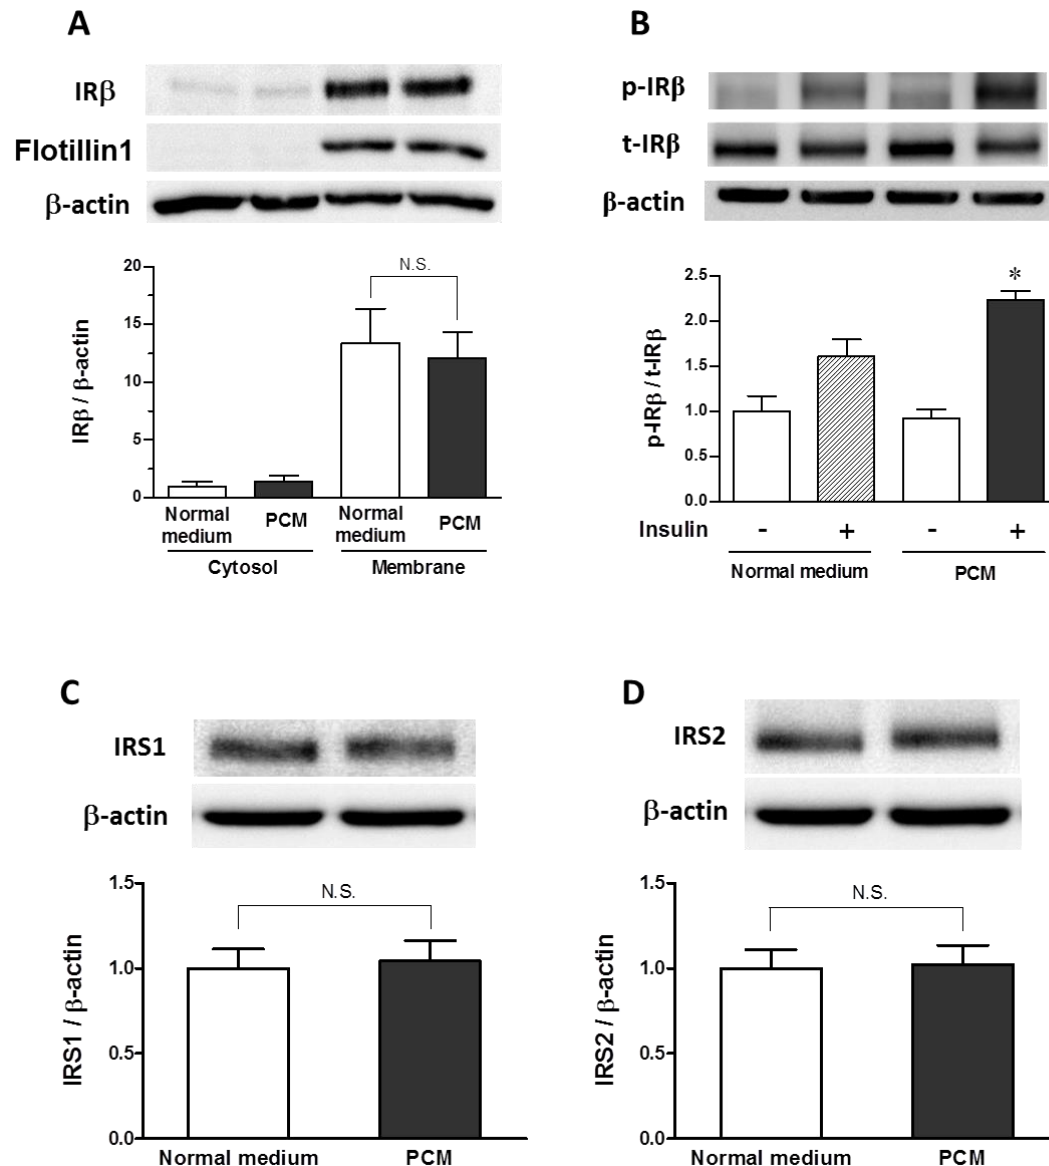 A
IRβ
Flotillin1
β-actin
20
15
10
5
0
IRβ / β-actin
N.S.
Normal medium
PCM
Normal medium
PCM
Cytosol
Membrane
B
p-IRβ
t-IRβ
β-actin
2.5
2.0
1.5
1.0
0.5
0.0
p-IRβ / t-IRβ
*
Insulin - + - +
Normal medium PCM
C
IRS1
β-actin
1.5
1.0
0.5
0.0
IRS1 / β-actin
N.S.
Normal medium PCM
D
IRS2
β-actin
1.5
1.0
0.5
0.0
IRS2 / β-actin
N.S.
Normal medium PCM